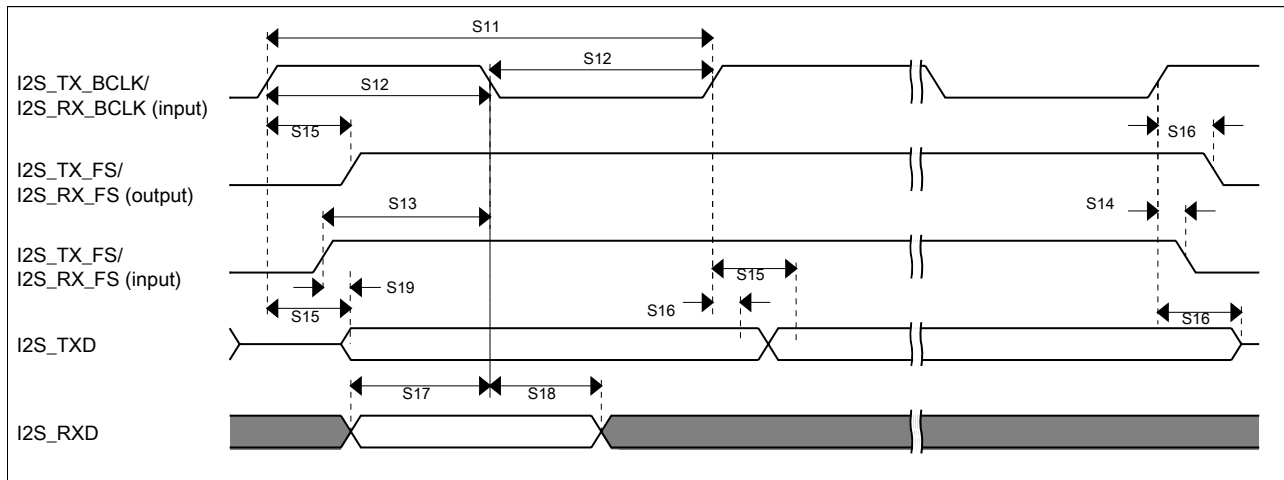 S11
S12
I2S_TX_BCLK/
I2S_RX_BCLK (input)
S12
S15
S16
I2S_TX_FS/
I2S_RX_FS (output)
S13
S14
I2S_TX_FS/
I2S_RX_FS (input)
S15
S19
S15
S16
S16
I2S_TXD
S17
S18
I2S_RXD